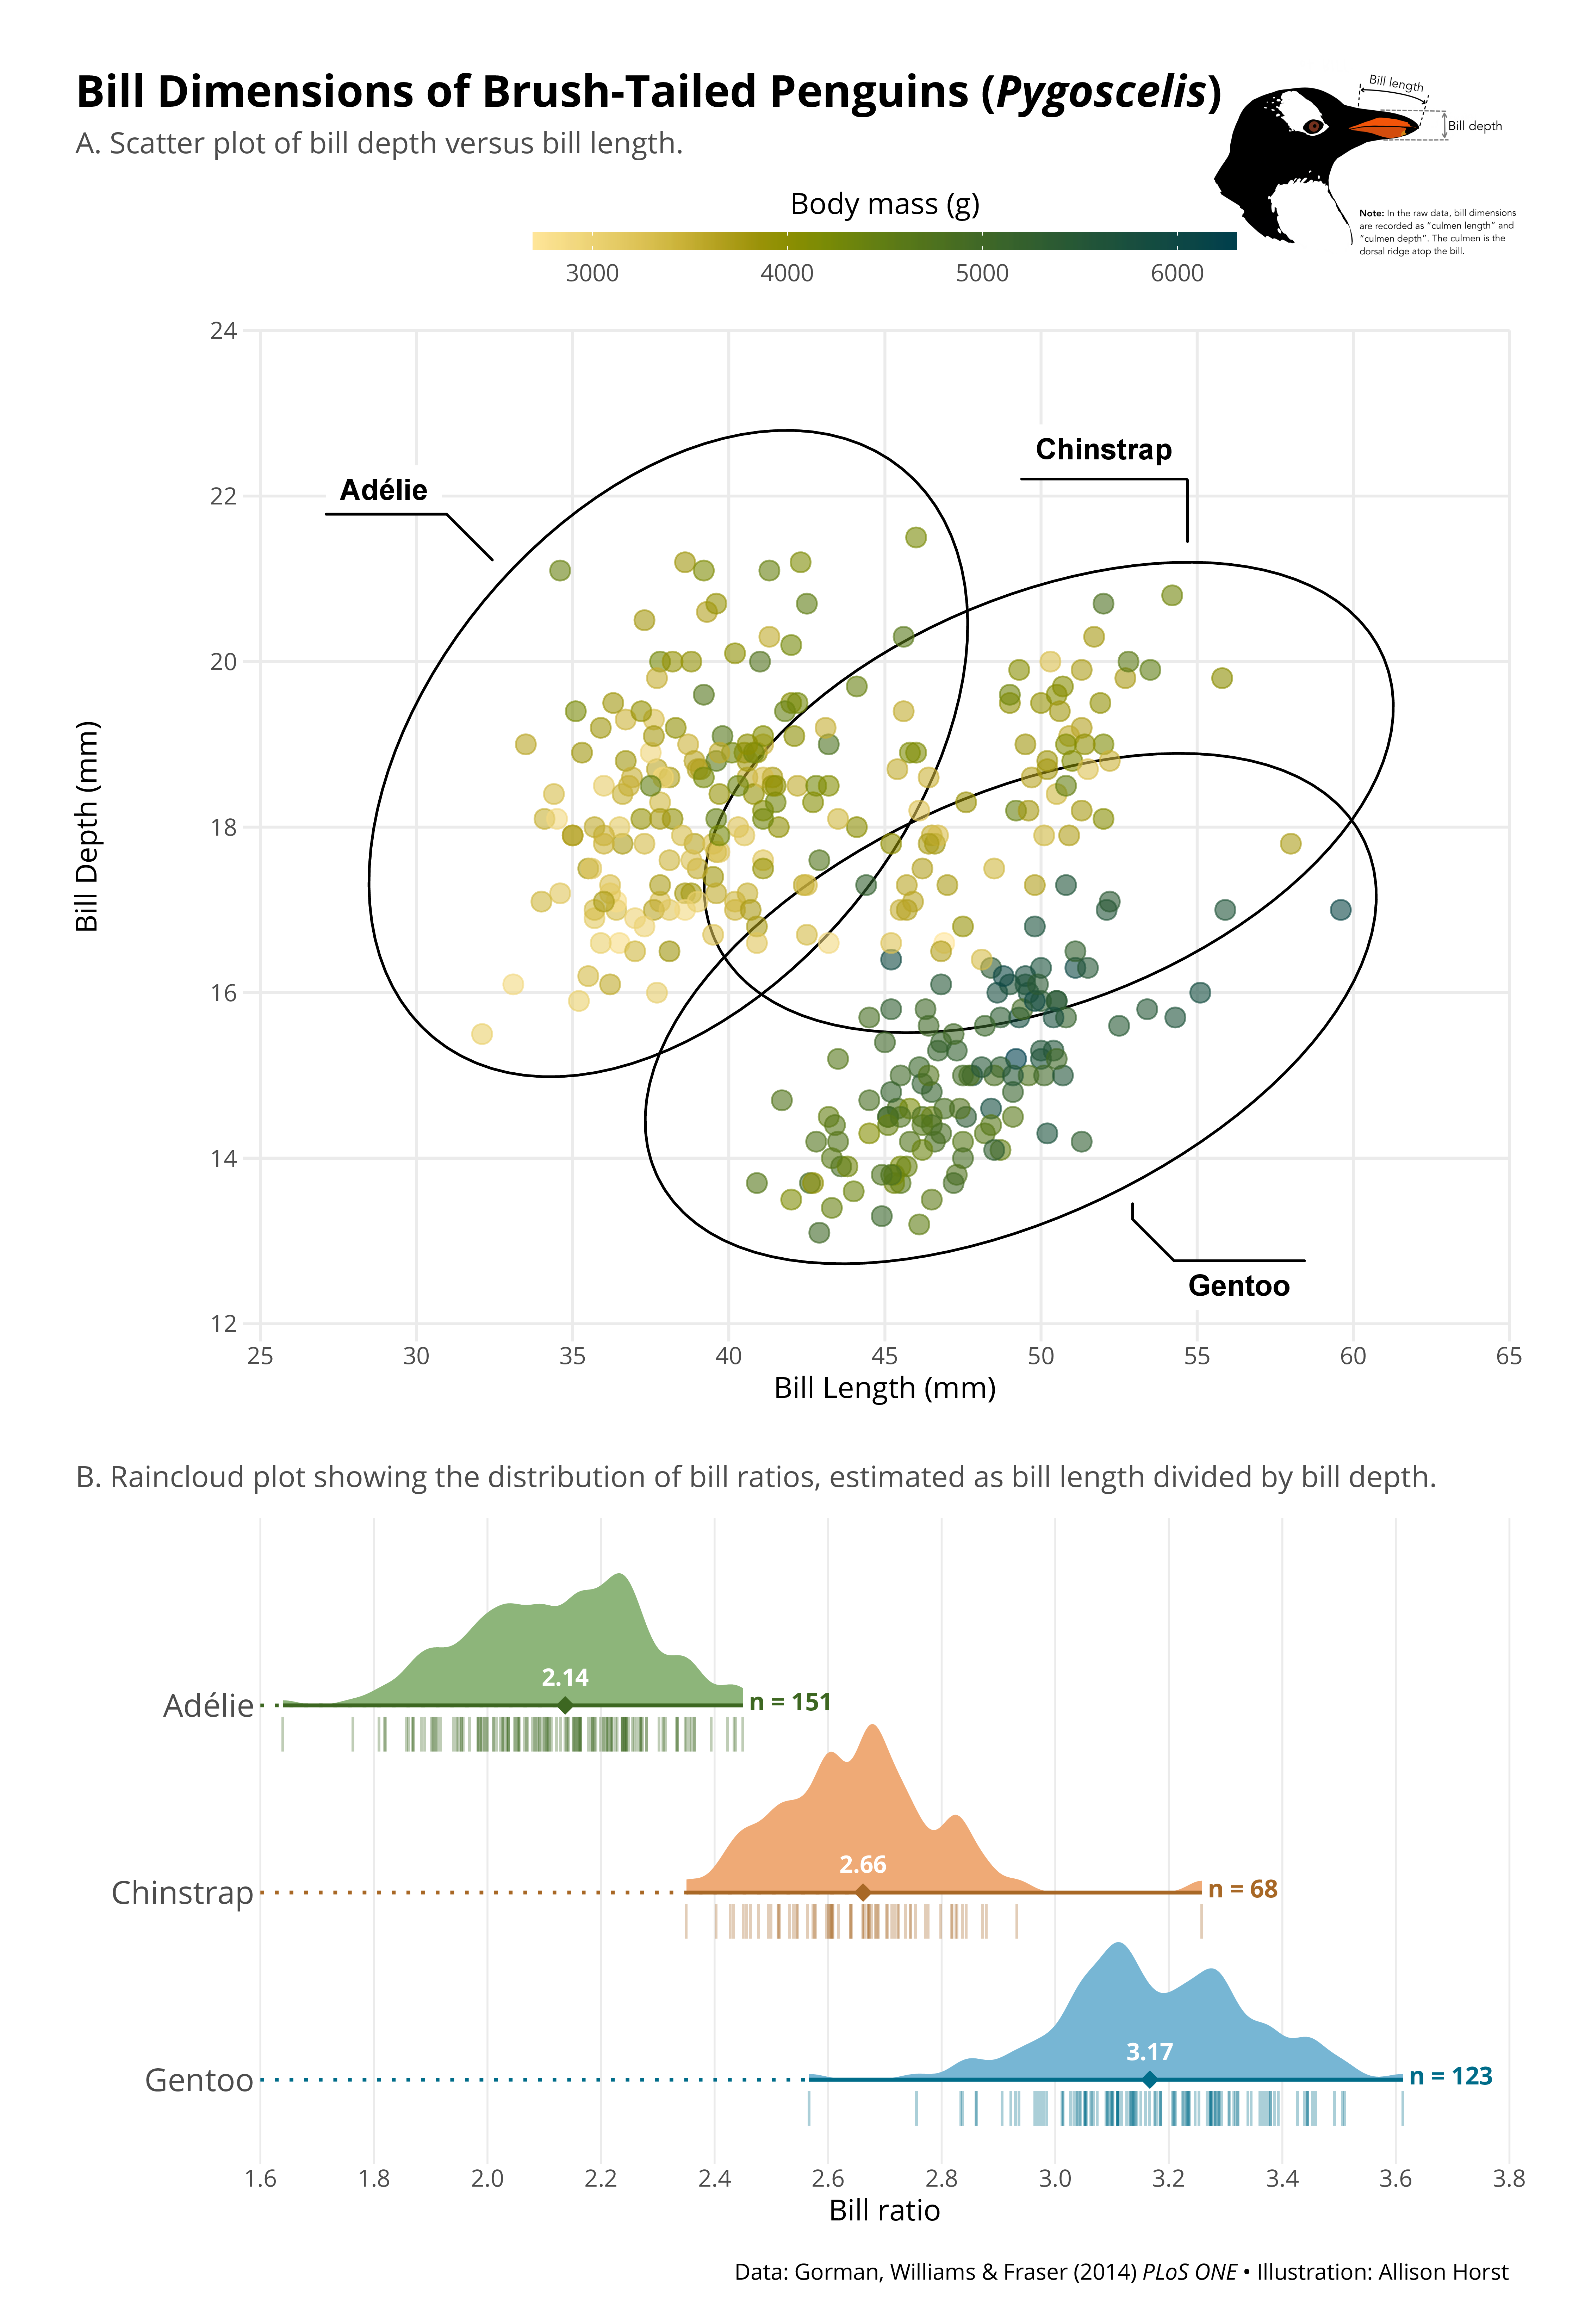 Bill Dimensions of Brush-Tailed Penguins (Pygoscelis)
A. Scatter plot of bill depth versus bill length.
Bill length
Bill depth
Note: In the raw data, bill dimensions
are recorded as “culmen length” and
“culmen depth”. The culmen is the
dorsal ridge atop the bill.
Body mass (g)
3000 4000 5000 6000
24
22
20
18
16
14
12
Bill Depth (mm)
Adélie
Chinstrap
Gentoo
25 30 35 40 45 50 55 60 65
Bill Length (mm)
B. Raincloud plot showing the distribution of bill ratios, estimated as bill length divided by bill depth.
2.14
Adélie n = 151
2.66
Chinstrap n = 68
3.17
Gentoo n = 123
1.6 1.8 2.0 2.2 2.4 2.6 2.8 3.0 3.2 3.4 3.6 3.8
Bill ratio
Data: Gorman, Williams & Fraser (2014) PLoS ONE • Illustration: Allison Horst